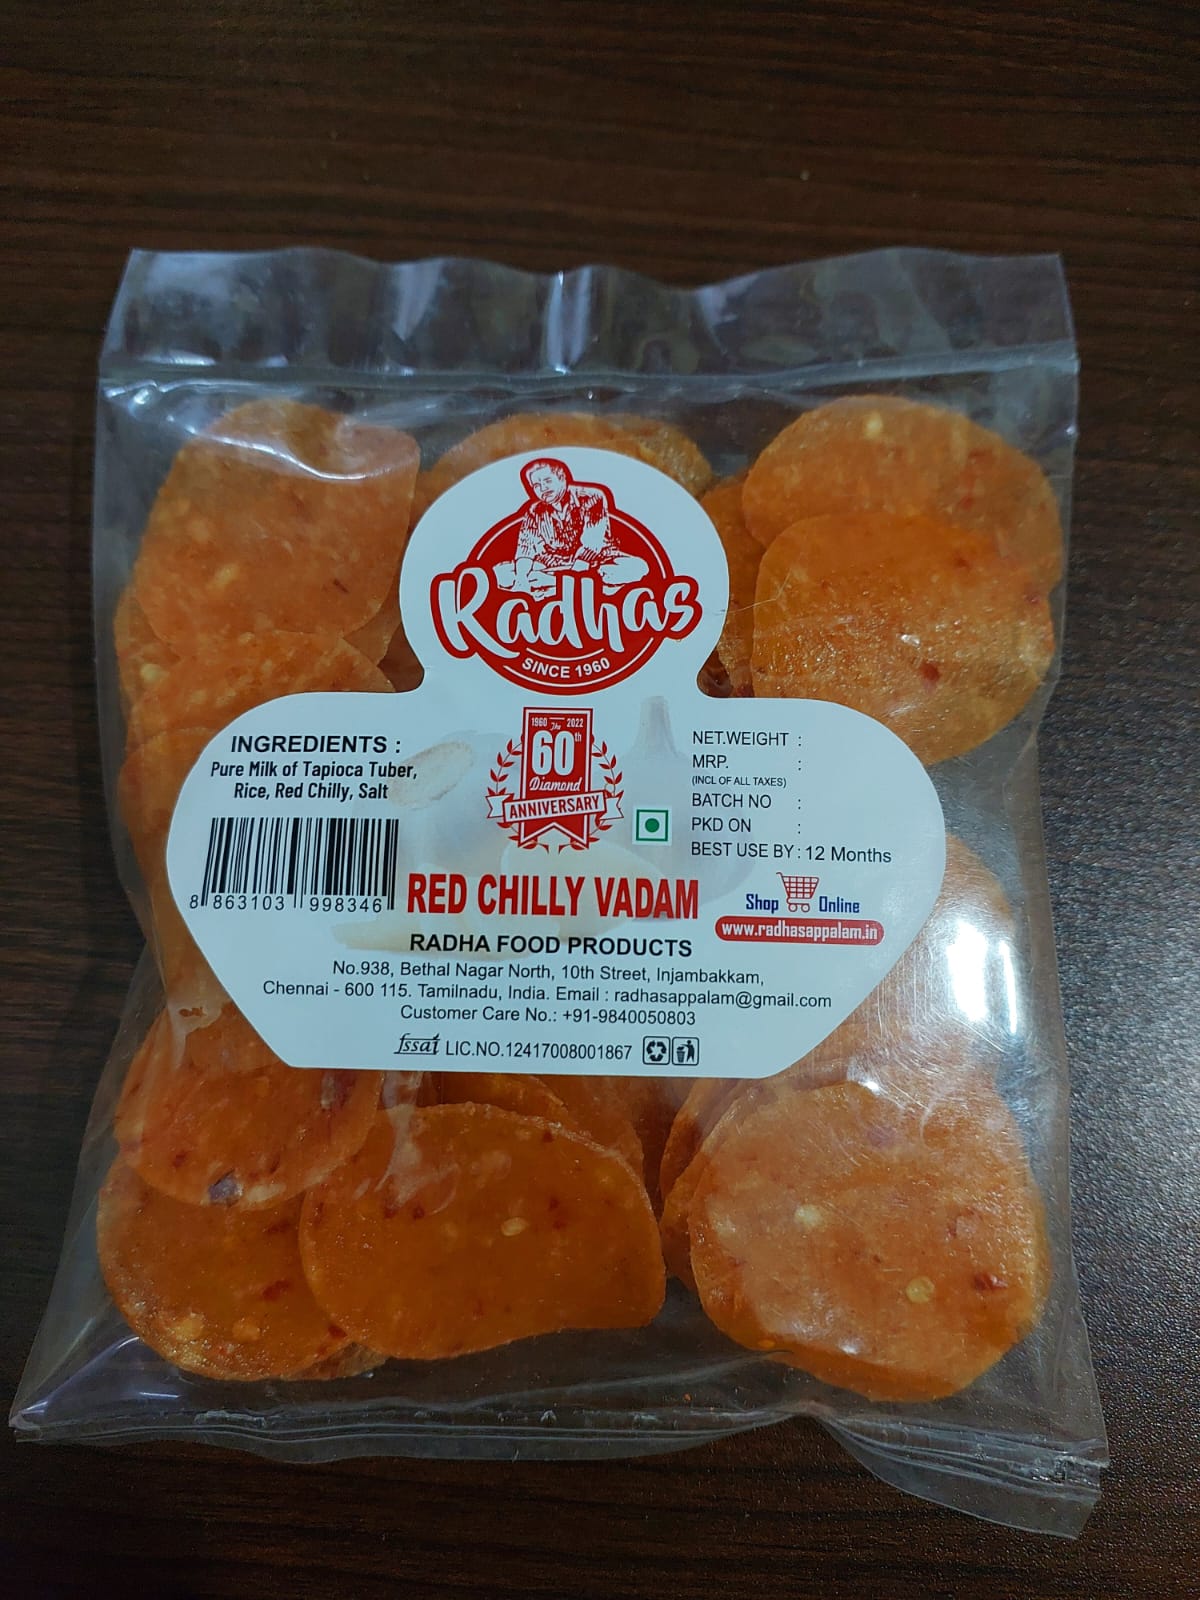 Radhas
SINCE 1960
1960 The 2022
60th
Diamond
ANNIVERSARY
INGREDIENTS :
Pure Milk of Tapioca Tuber,
Rice, Red Chilly, Salt
8 863103 998346
NET.WEIGHT :
MRP. :
(INCL OF ALL TAXES)
BATCH NO :
PKD ON :
BEST USE BY : 12 Months
Shop Online
www.radhasappalam.in
RED CHILLY VADAM
RADHA FOOD PRODUCTS
No.938, Bethal Nagar North, 10th Street, Injambakkam,
Chennai - 600 115. Tamilnadu, India. Email : radhasappalam@gmail.com
Customer Care No.: +91-9840050803
fssai LIC.NO.12417008001867